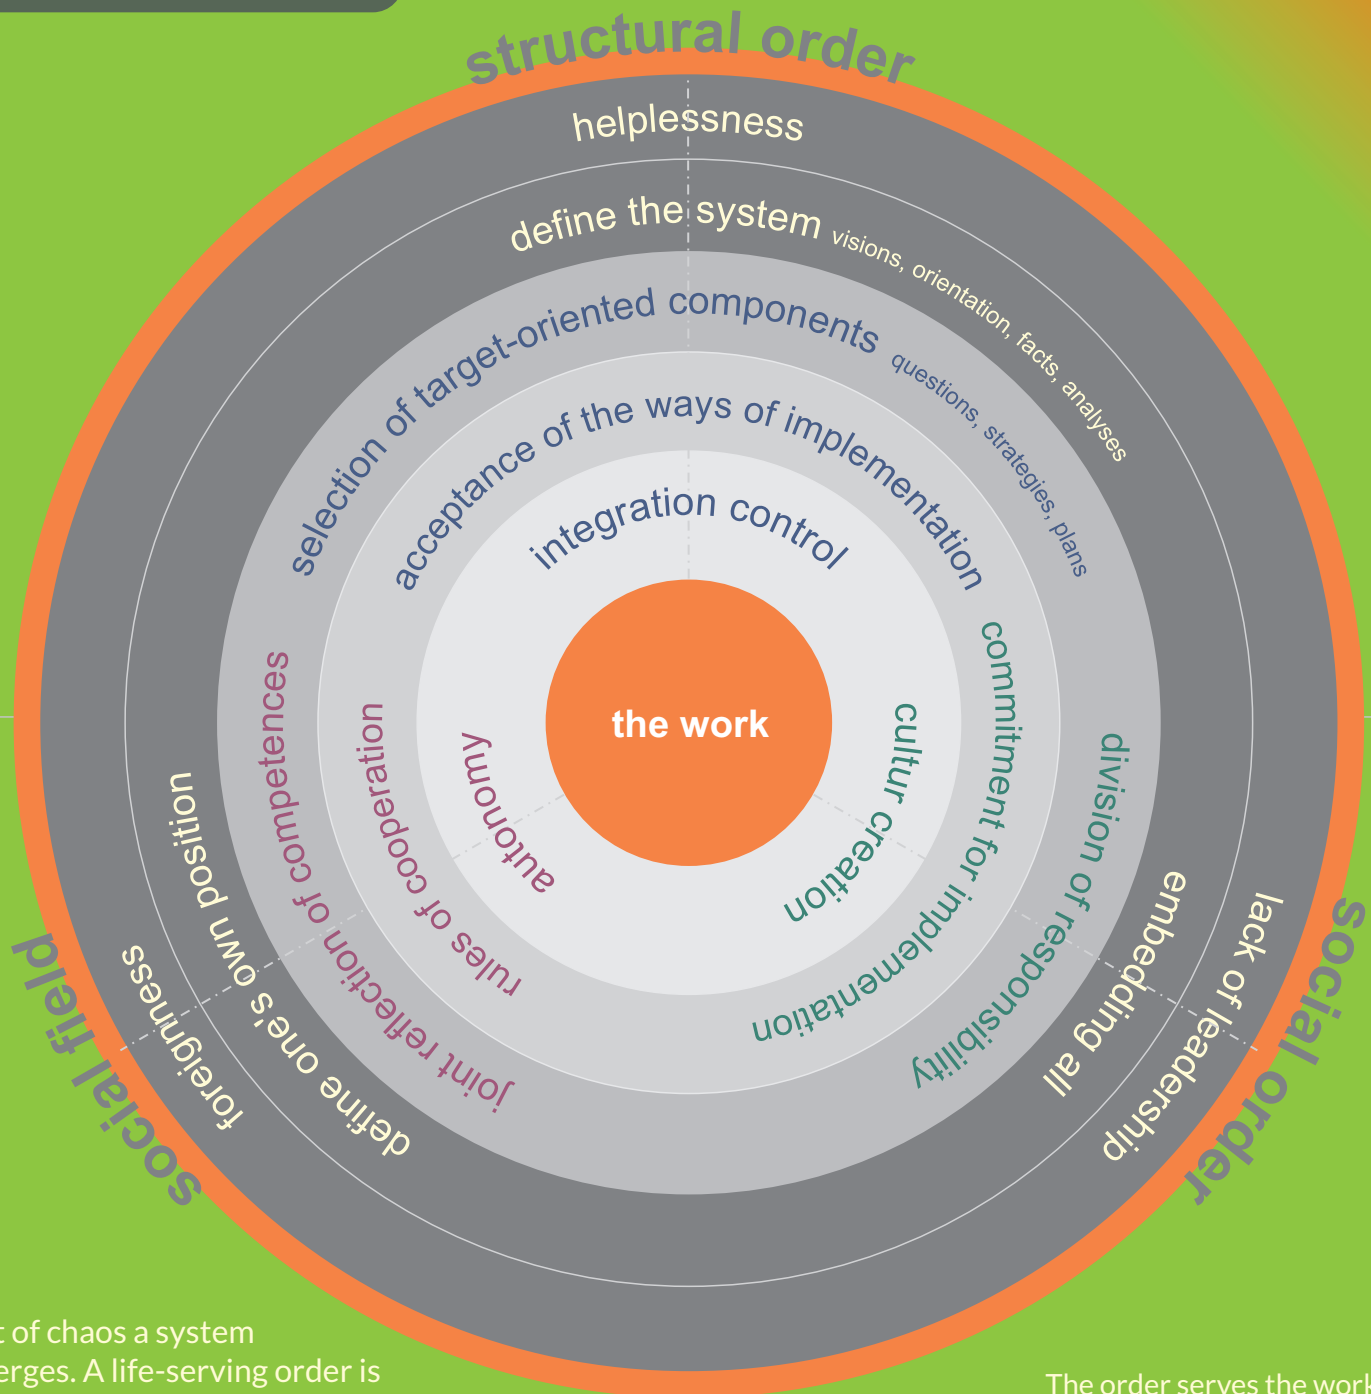 structural order
helplessness
define the system visions, orientation, facts, analyses
selection of target-oriented components questions, strategies, plans
acceptance of the ways of implementation
integration control
the work
cultur creation
commitment for implementation
division of responsibility
embedding all
lack of leadership
social order
autonomy
rules of cooperation
joint reflection of competences
define one's own position
foreignness
social field
of chaos a system
erges. A life-serving order is
The order serves the work